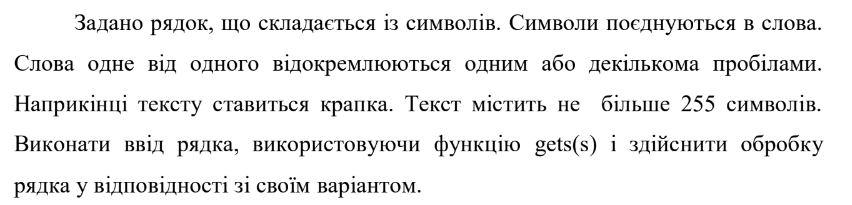 Задано рядок, що складається із символів. Символи поєднуються в слова.
Слова одне від одного відокремлюються одним або декількома пробілами.
Наприкінці тексту ставиться крапка. Текст містить не більше 255 символів.
Виконати ввід рядка, використовуючи функцію gets(s) і здійснити обробку
рядка у відповідності зі своїм варіантом.